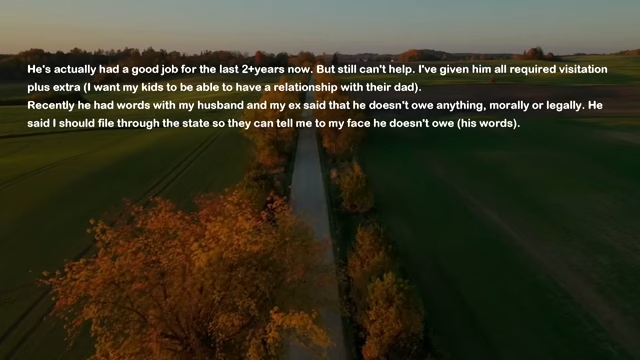 He's actually had a good job for the last 2+years now. But still can't help. I've given him all required visitation
plus extra (I want my kids to be able to have a relationship with their dad).
Recently he had words with my husband and my ex said that he doesn't owe anything, morally or legally. He
said I should file through the state so they can tell me to my face he doesn't owe (his words).